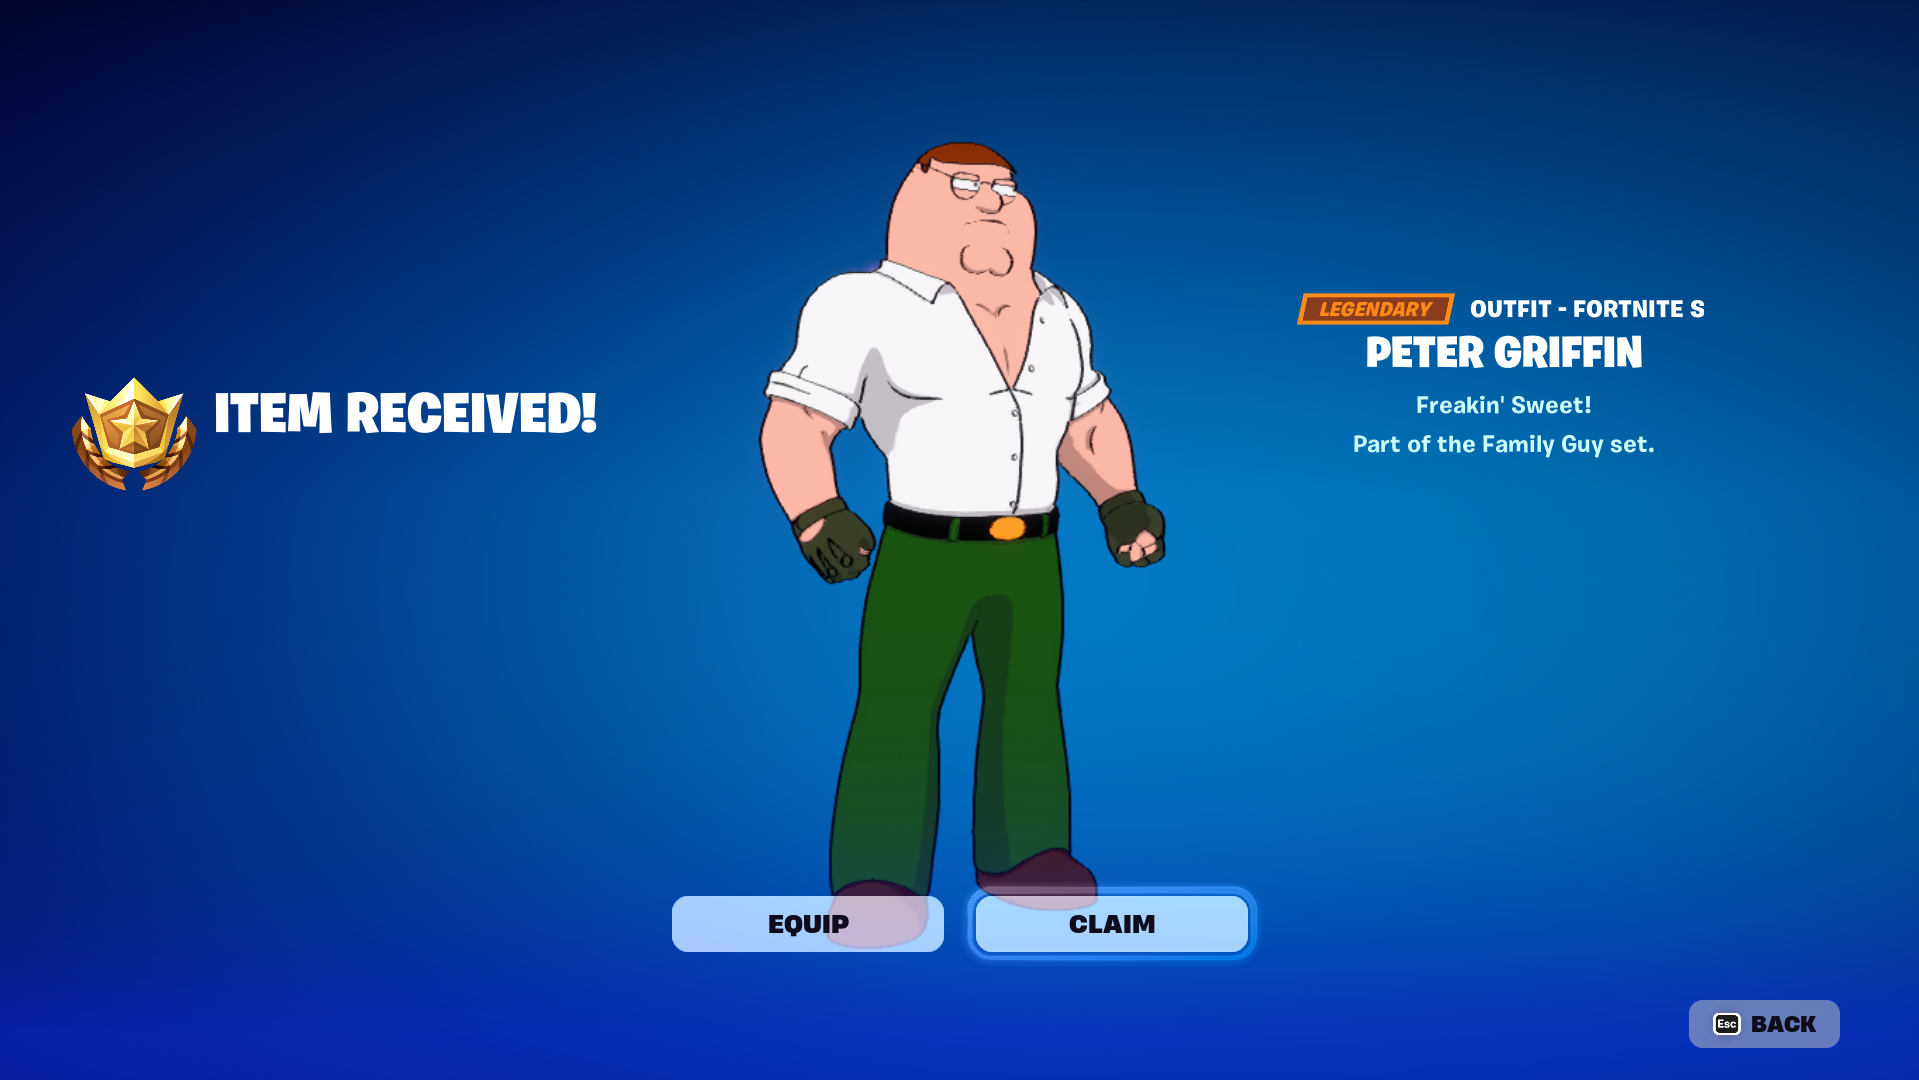 ITEM RECEIVED!
LEGENDARY OUTFIT - FORTNITE S
PETER GRIFFIN
Freakin' Sweet!
Part of the Family Guy set.
EQUIP
CLAIM
Esc BACK